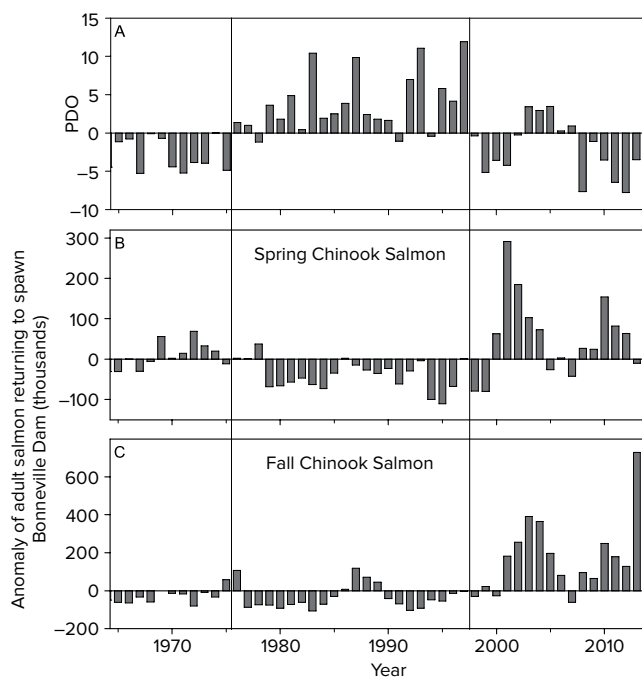 A
15
10
5
0
−5
−10
PDO
B
Spring Chinook Salmon
300
200
100
0
−100
C
Fall Chinook Salmon
600
400
200
0
−200
Anomaly of adult salmon returning to spawn
Bonneville Dam (thousands)
1970 1980 1990 2000 2010
Year